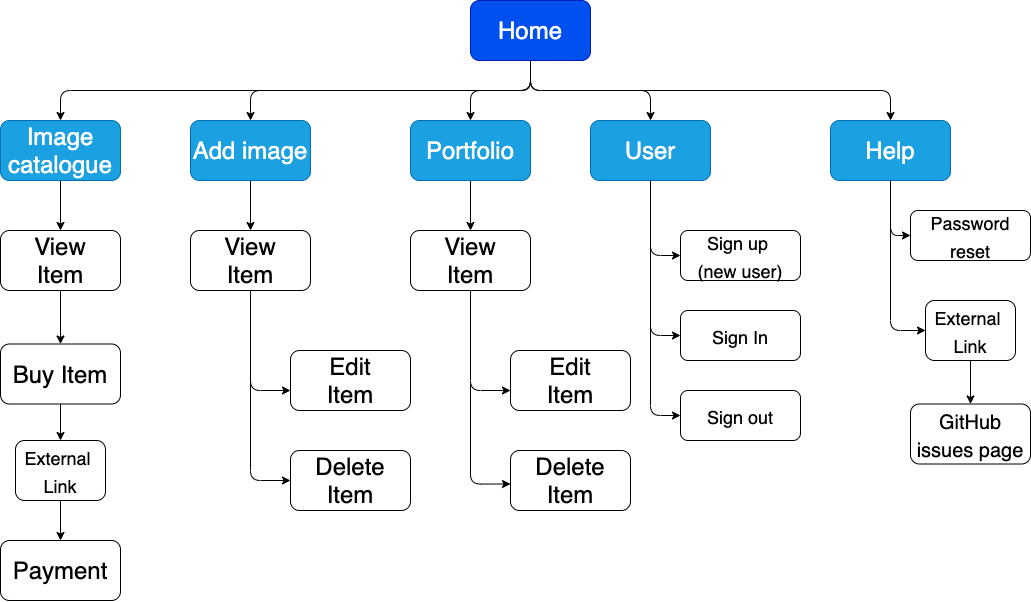 Home
Image
catalogue
Add image
Portfolio
User
Help
View
Item
View
Item
View
Item
Sign up
(new user)
Password
reset
Buy Item
Edit
Item
Edit
Item
Sign In
External
Link
External
Link
Delete
Item
Delete
Item
Sign out
GitHub
issues page
Payment